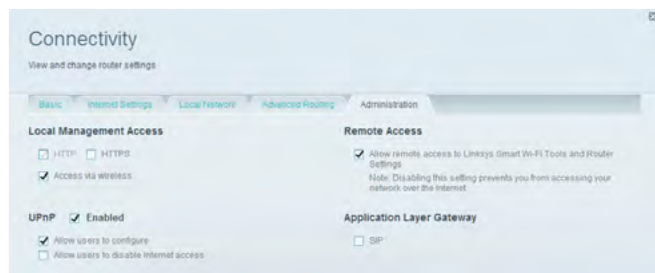 Connectivity
View and change router settings
Basic Internet Settings Local Network Advanced Routing Administration
Local Management Access
HTTP HTTPS
Access via wireless
UPnP Enabled
Allow users to configure
Allow users to disable Internet access
Remote Access
Allow remote access to Linksys Smart Wi-Fi Tools and Router
Settings
Note: Disabling this setting prevents you from accessing your
network over the Internet
Application Layer Gateway
SIP